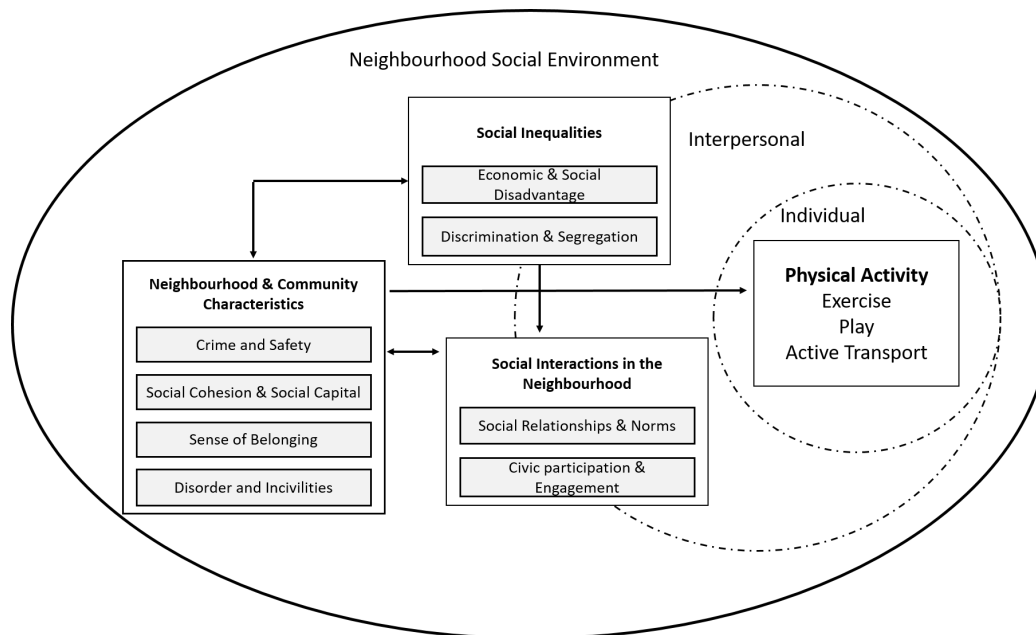 Neighbourhood Social Environment
Social Inequalities
Economic & Social
Disadvantage
Discrimination & Segregation
Interpersonal
Individual
Physical Activity
Exercise
Play
Active Transport
Neighbourhood & Community
Characteristics
Crime and Safety
Social Cohesion & Social Capital
Sense of Belonging
Disorder and Incivilities
Social Interactions in the
Neighbourhood
Social Relationships & Norms
Civic participation &
Engagement